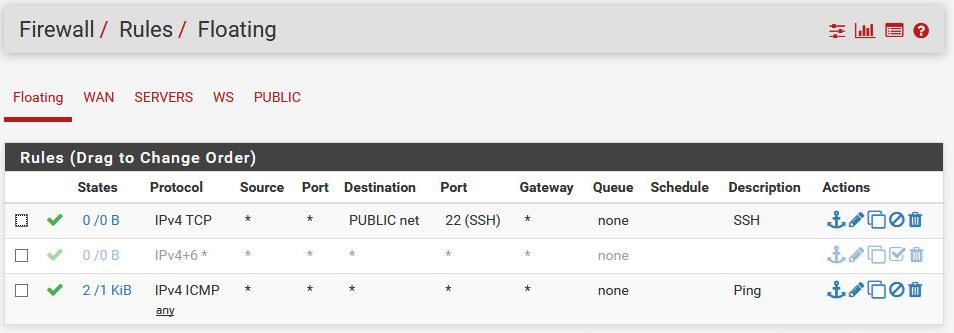 Firewall / Rules / Floating
Floating WAN SERVERS WS PUBLIC
Rules (Drag to Change Order)
States Protocol Source Port Destination Port Gateway Queue Schedule Description Actions
0 /0 B IPv4 TCP * * PUBLIC net 22 (SSH) * none SSH
0 /0 B IPv4+6 * * * * * * none
2 /1 KiB IPv4 ICMP * * * * * none Ping
any